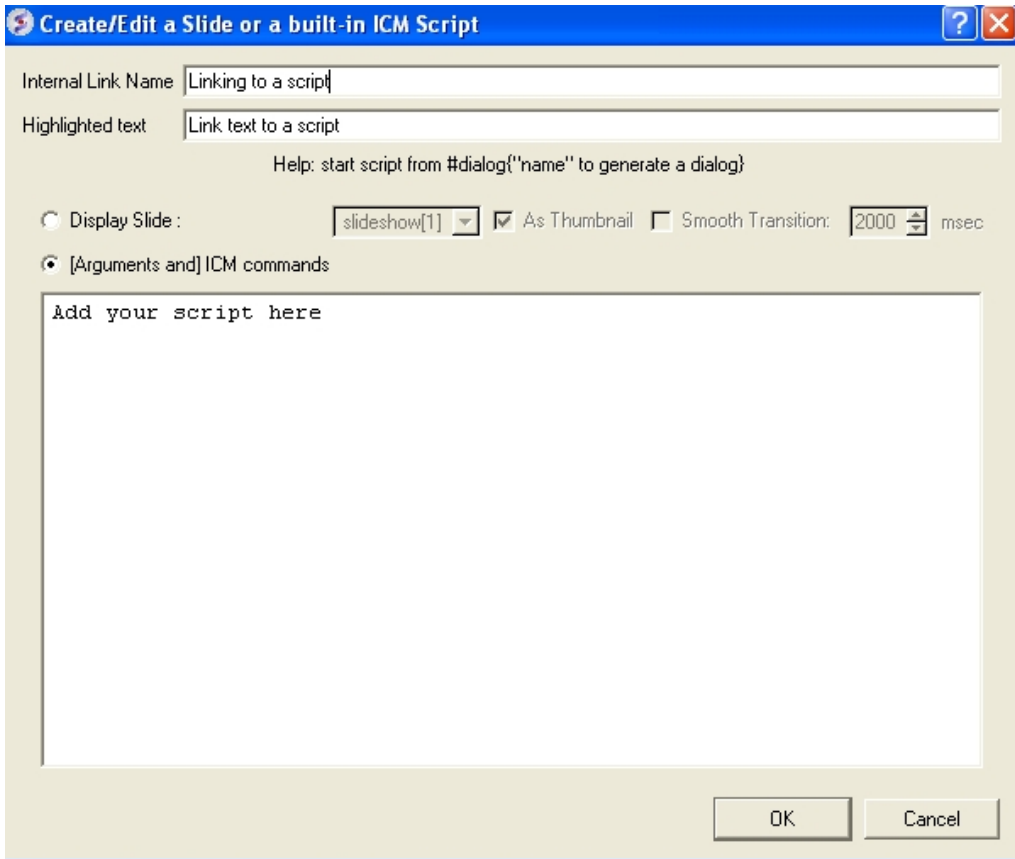 Create/Edit a Slide or a built-in ICM Script
Internal Link Name Linking to a script
Highlighted text Link text to a script
Help: start script from #dialog{"name" to generate a dialog}
Display Slide : slideshow[1] As Thumbnail Smooth Transition: 2000 msec
[Arguments and] ICM commands
Add your script here
OK Cancel